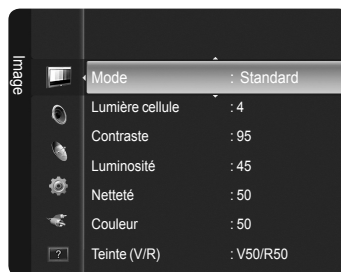 Image
Mode : Standard
Lumière cellule : 4
Contraste : 95
Luminosité : 45
Netteté : 50
Couleur : 50
Teinte (V/R) : V50/R50
?